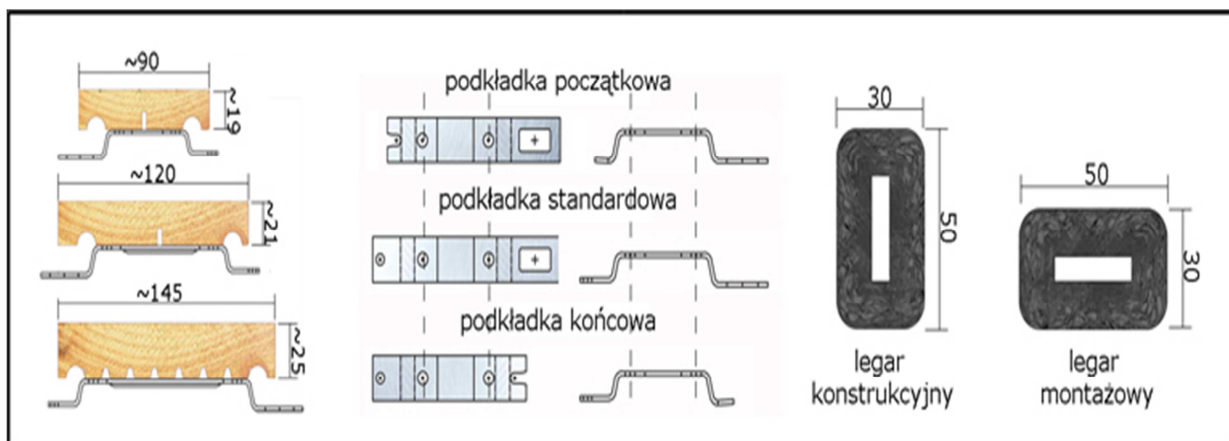 ~90
~19
~120
~21
~145
~25
podkładka początkowa
podkładka standardowa
podkładka końcowa
30
50
legar
konstrukcyjny
50
30
legar
montażowy